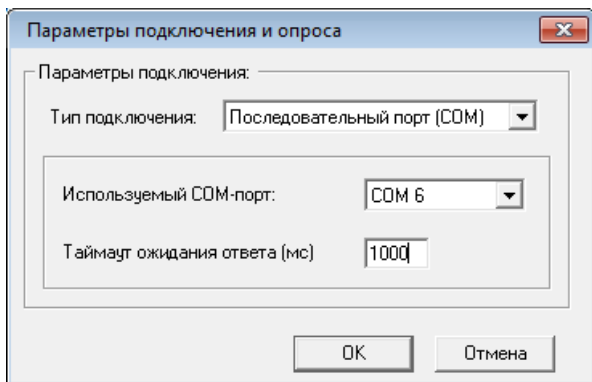 Параметры подключения и опроса
Параметры подключения:
Тип подключения: Последовательный порт (COM)
Используемый COM-порт: COM 6
Таймаут ожидания ответа (мс) 1000
OK Отмена